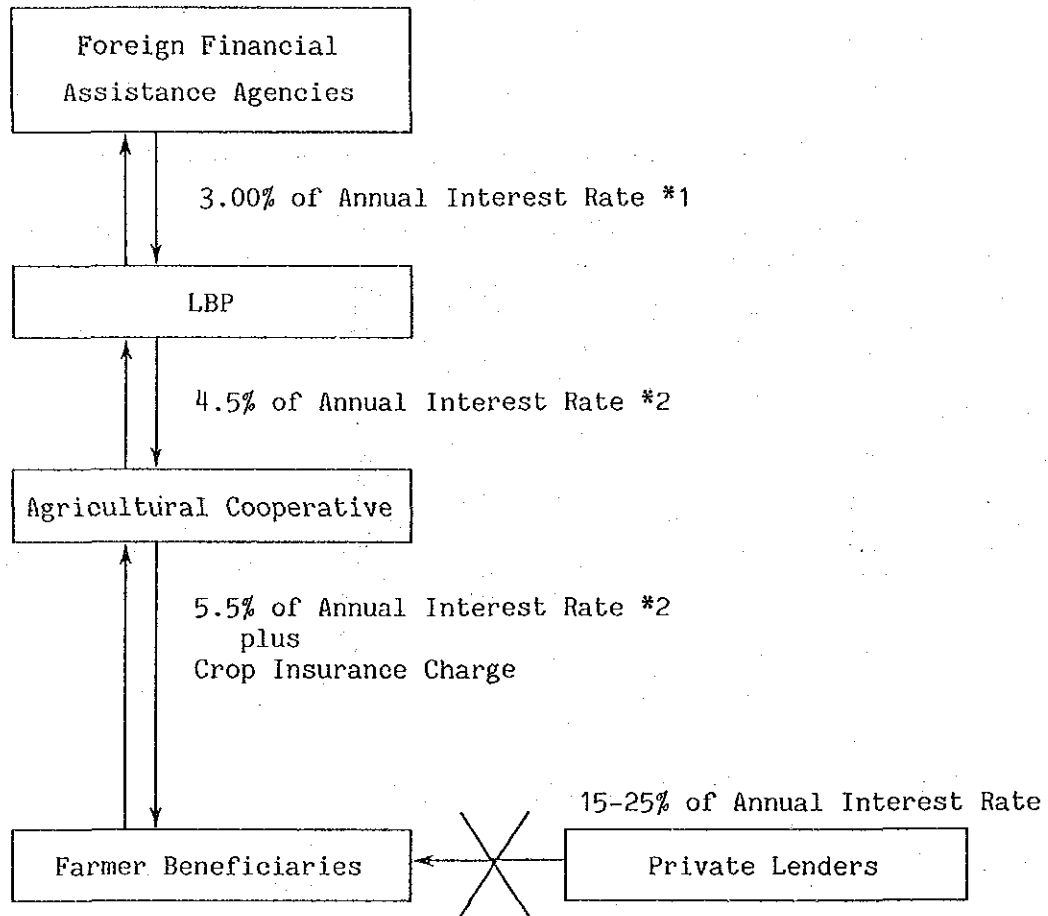 Foreign Financial
Assistance Agencies
3.00% of Annual Interest Rate *1
LBP
4.5% of Annual Interest Rate *2
Agricultural Cooperative
5.5% of Annual Interest Rate *2
plus
Crop Insurance Charge
15-25% of Annual Interest Rate
Farmer Beneficiaries
Private Lenders